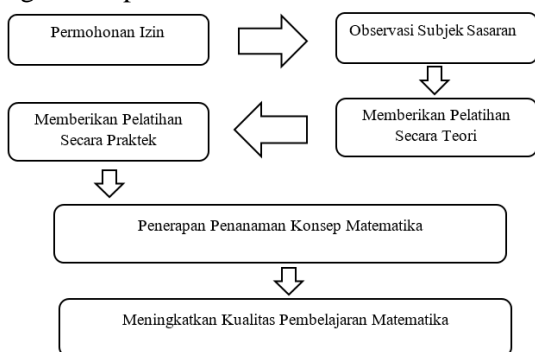 Permohonan Izin
Observasi Subjek Sasaran
Memberikan Pelatihan
Secara Teori
Memberikan Pelatihan
Secara Praktek
Penerapan Penanaman Konsep Matematika
Meningkatkan Kualitas Pembelajaran Matematika